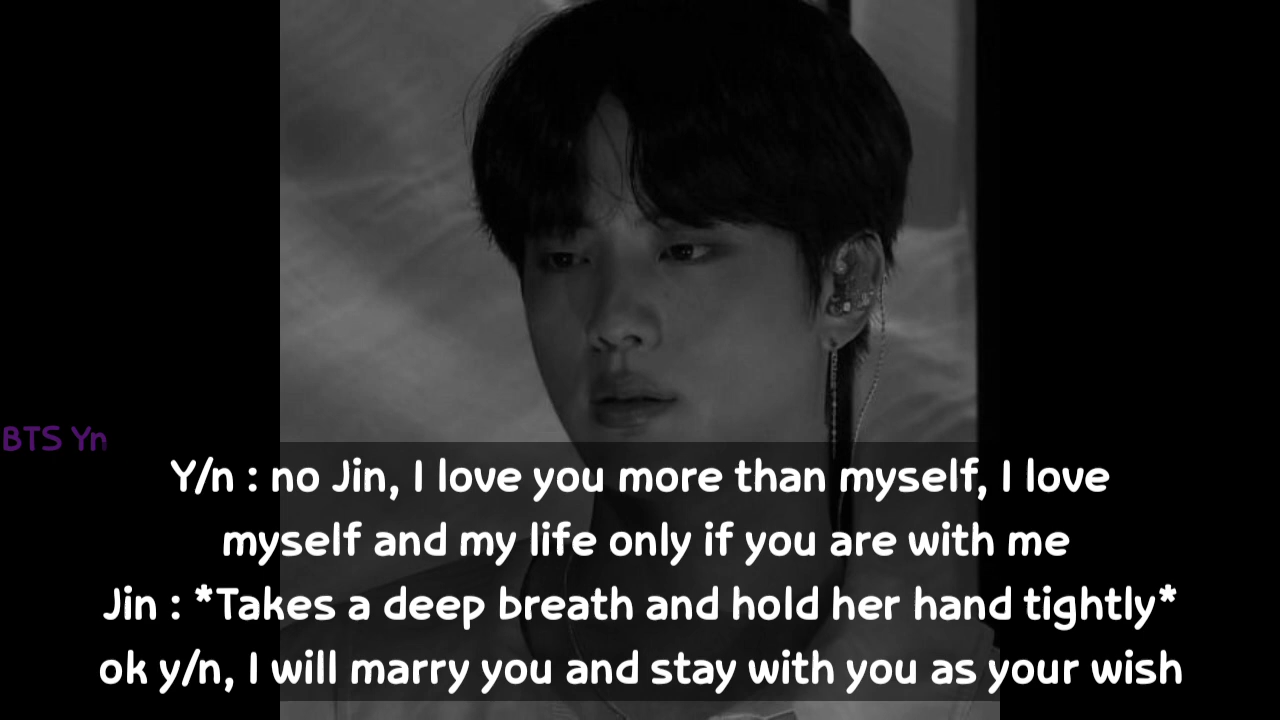 BTS Yn
Y/n : no Jin, I love you more than myself, I love
myself and my life only if you are with me
Jin : *Takes a deep breath and hold her hand tightly*
ok y/n, I will marry you and stay with you as your wish